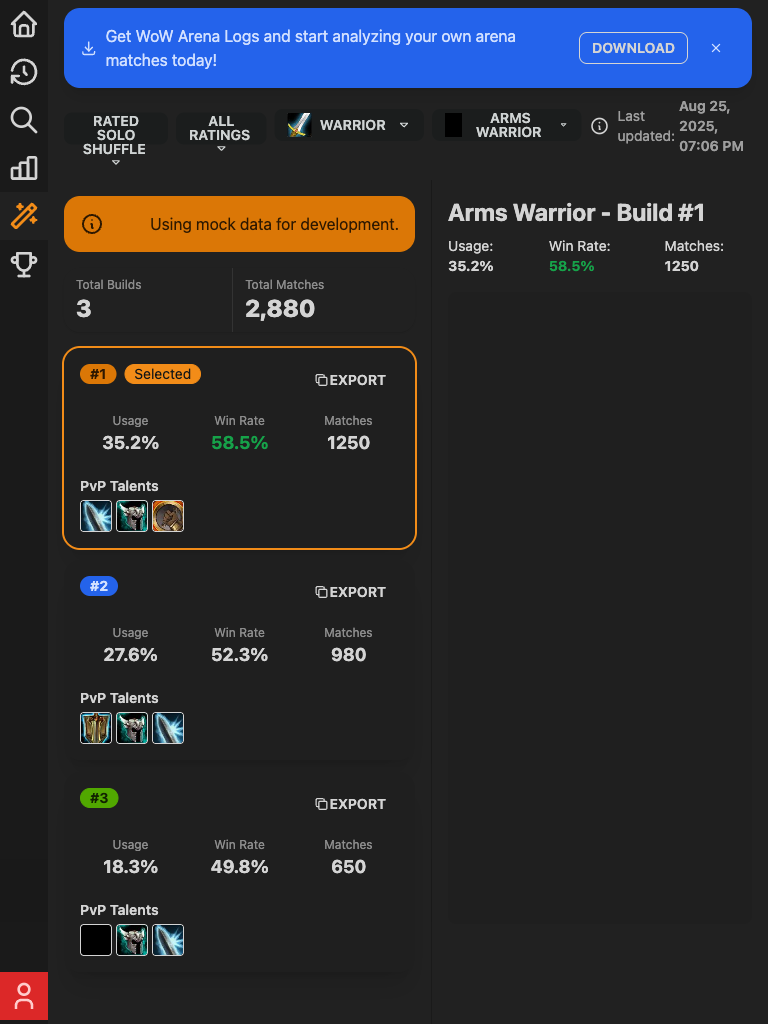 Get WoW Arena Logs and start analyzing your own arena
matches today!
DOWNLOAD
RATED
SOLO
SHUFFLE
ALL
RATINGS
WARRIOR
ARMS
WARRIOR
Last
updated:
Aug 25,
2025,
07:06 PM
Using mock data for development.
Total Builds
3
Total Matches
2,880
#1 Selected
EXPORT
Usage Win Rate Matches
35.2% 58.5% 1250
PvP Talents
#2
EXPORT
Usage Win Rate Matches
27.6% 52.3% 980
PvP Talents
#3
EXPORT
Usage Win Rate Matches
18.3% 49.8% 650
PvP Talents
Arms Warrior - Build #1
Usage: Win Rate: Matches:
35.2% 58.5% 1250